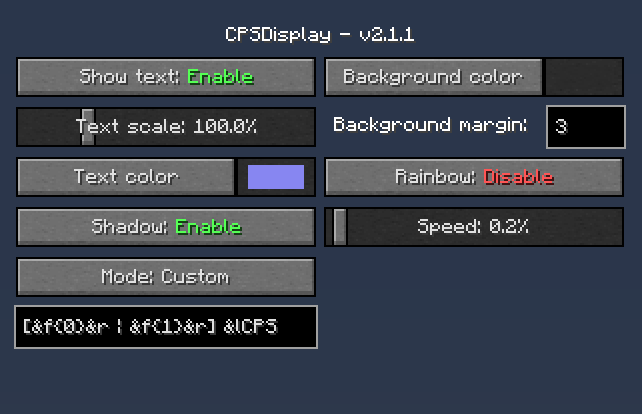 CPSDisplay - v2.1.1
Show text: Enable
Background color
Text scale: 100.0%
Background margin:
3
Text color
Rainbow: Disable
Shadow: Enable
Speed: 0.2%
Mode: Custom
[&f{0}&r | &f{1}&r] &lCPS